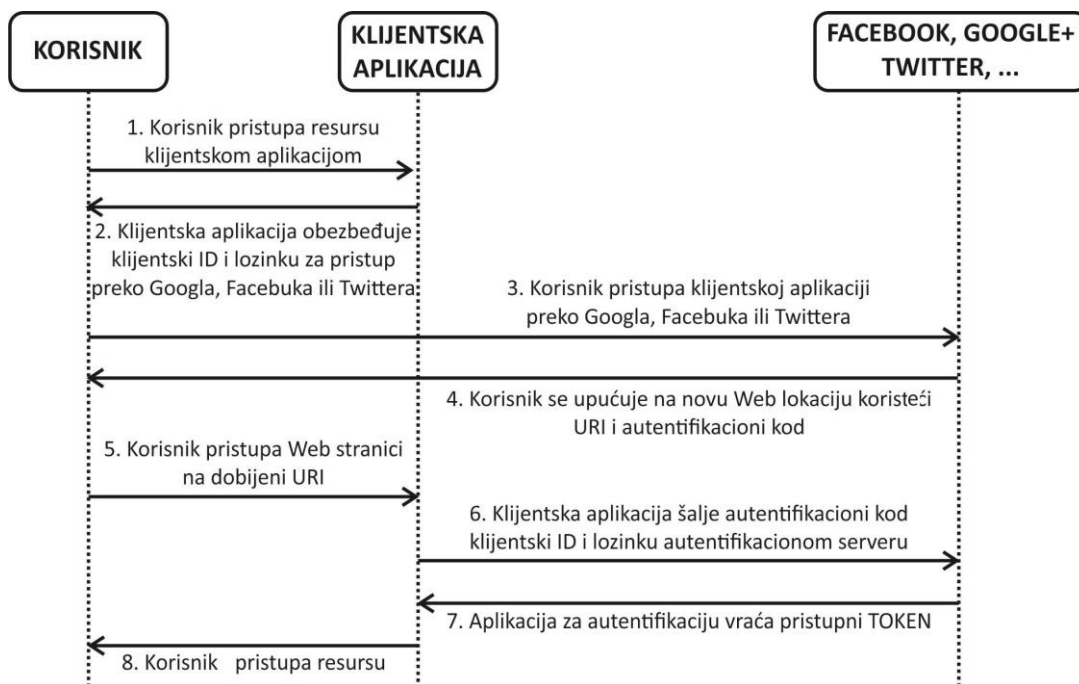 KORISNIK
KLIJENTSKA
APLIKACIJA
FACEBOOK, GOOGLE+
TWITTER, ...
1. Korisnik pristupa resursu
klijentskom aplikacijom
2. Klijentska aplikacija obezbeđuje
klijentski ID i lozinku za pristup
preko Googla, Facebuka ili Twittera
3. Korisnik pristupa klijentskoj aplikaciji
preko Googla, Facebuka ili Twittera
4. Korisnik se upućuje na novu Web lokaciju koristeći
URI i autentifikacioni kod
5. Korisnik pristupa Web stranici
na dobijeni URI
6. Klijentska aplikacija šalje autentifikacioni kod
klijentski ID i lozinku autentifikacionom serveru
7. Aplikacija za autentifikaciju vraća pristupni TOKEN
8. Korisnik pristupa resursu